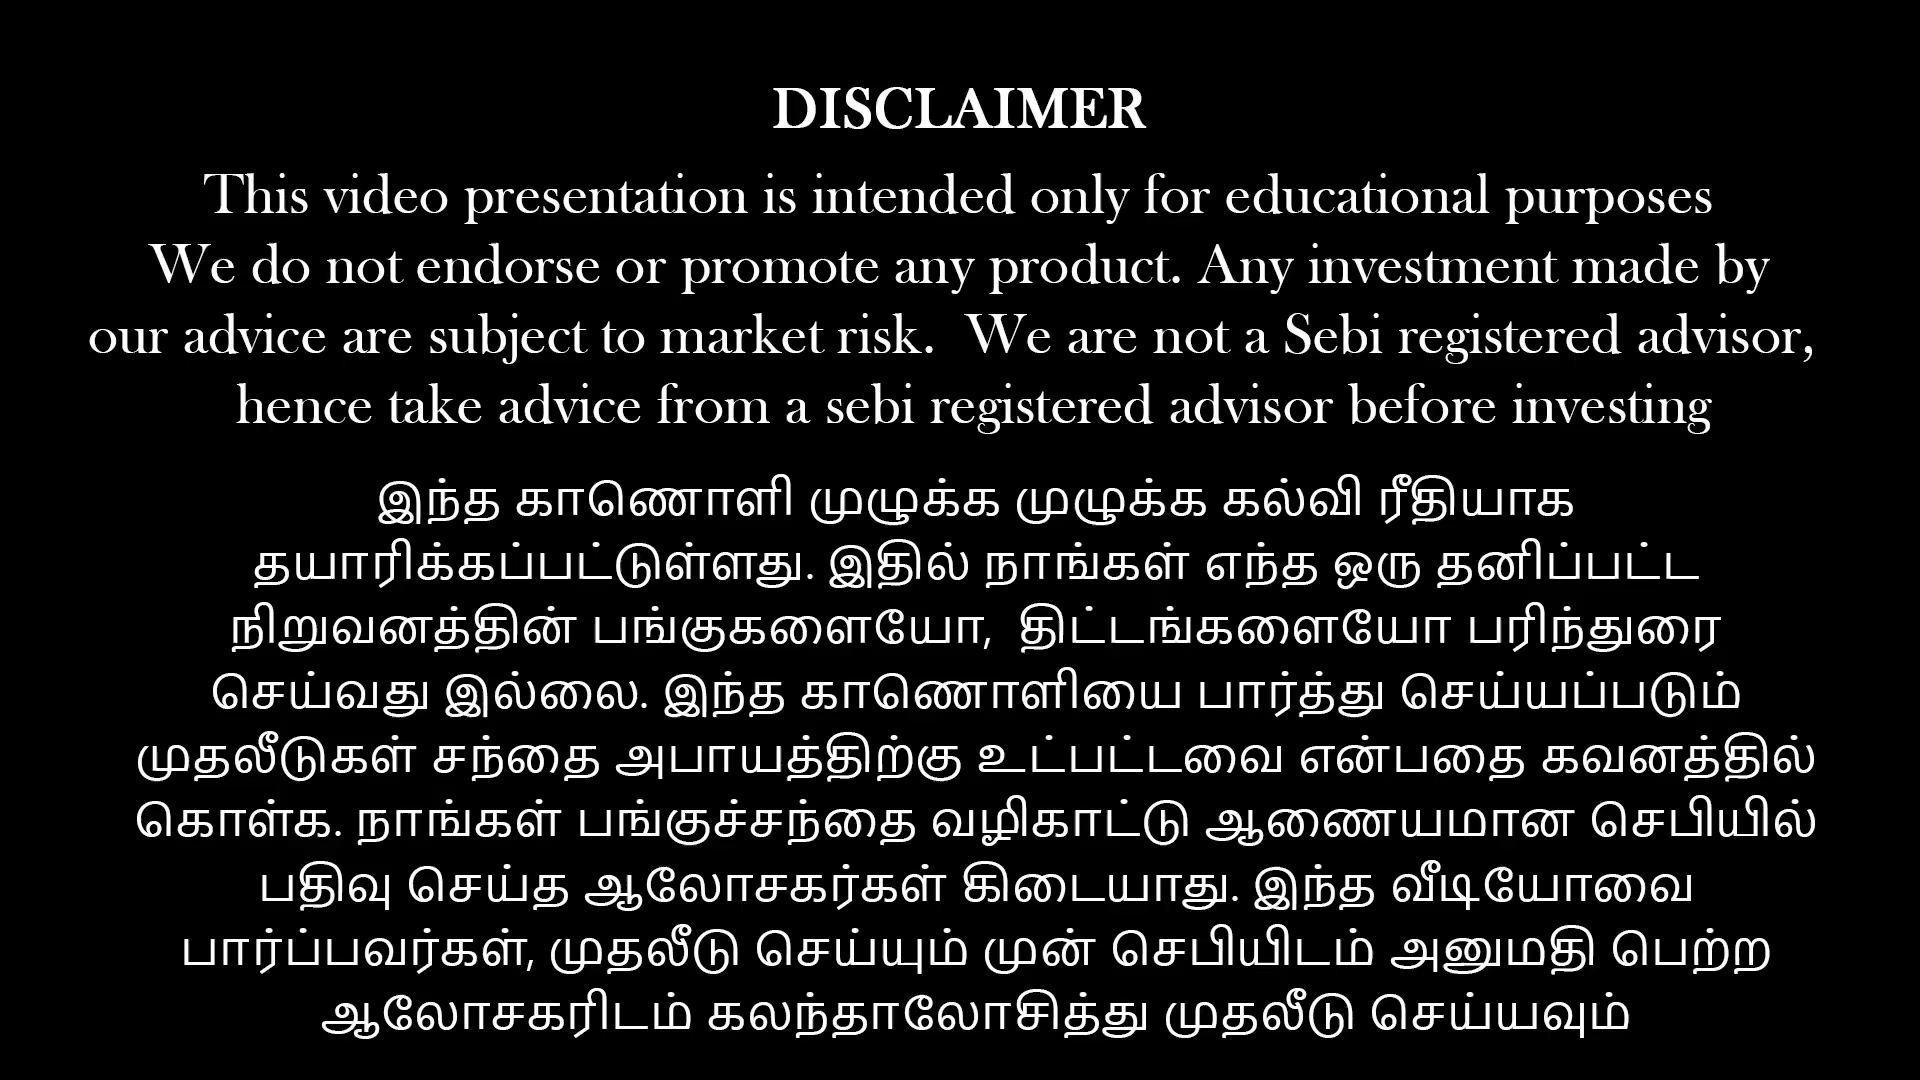 DISCLAIMER
This video presentation is intended only for educational purposes
We do not endorse or promote any product. Any investment made by
our advice are subject to market risk.  We are not a Sebi registered advisor,
hence take advice from a sebi registered advisor before investing
இந்த காணொளி முழுக்க முழுக்க கல்வி ரீதியாக
தயாரிக்கப்பட்டுள்ளது. இதில் நாங்கள் எந்த ஒரு தனிப்பட்ட
நிறுவனத்தின் பங்குகளையோ,  திட்டங்களையோ பரிந்துரை
செய்வது இல்லை. இந்த காணொளியை பார்த்து செய்யப்படும்
முதலீடுகள் சந்தை அபாயத்திற்கு உட்பட்டவை என்பதை கவனத்தில்
கொள்க. நாங்கள் பங்குச்சந்தை வழிகாட்டு ஆணையமான செபியில்
பதிவு செய்த ஆலோசகர்கள் கிடையாது. இந்த வீடியோவை
பார்ப்பவர்கள், முதலீடு செய்யும் முன் செபியிடம் அனுமதி பெற்ற
ஆலோசகரிடம் கலந்தாலோசித்து முதலீடு செய்யவும்